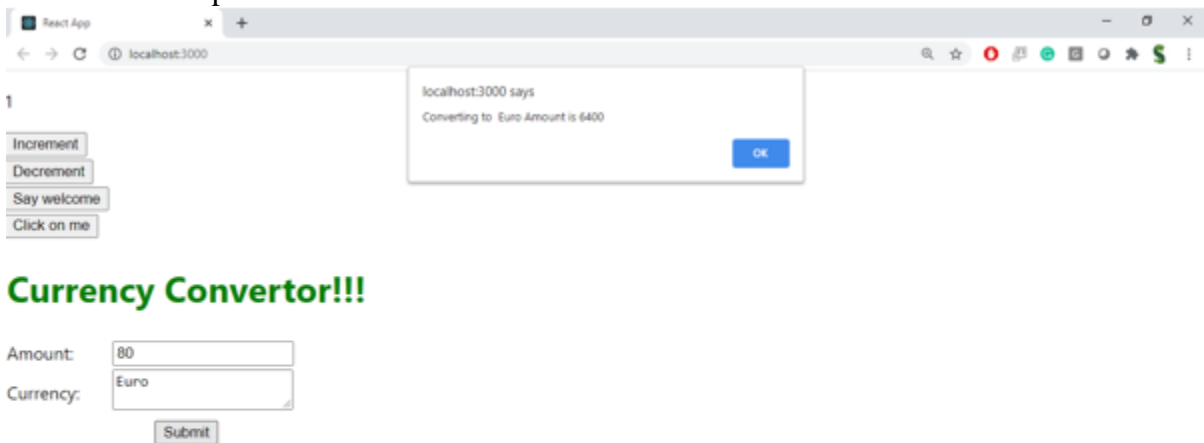 React App
localhost:3000
localhost:3000 says
Converting to Euro Amount is 6400
OK
1
Increment
Decrement
Say welcome
Click on me
Currency Convertor!!!
Amount: 80
Currency: Euro
Submit